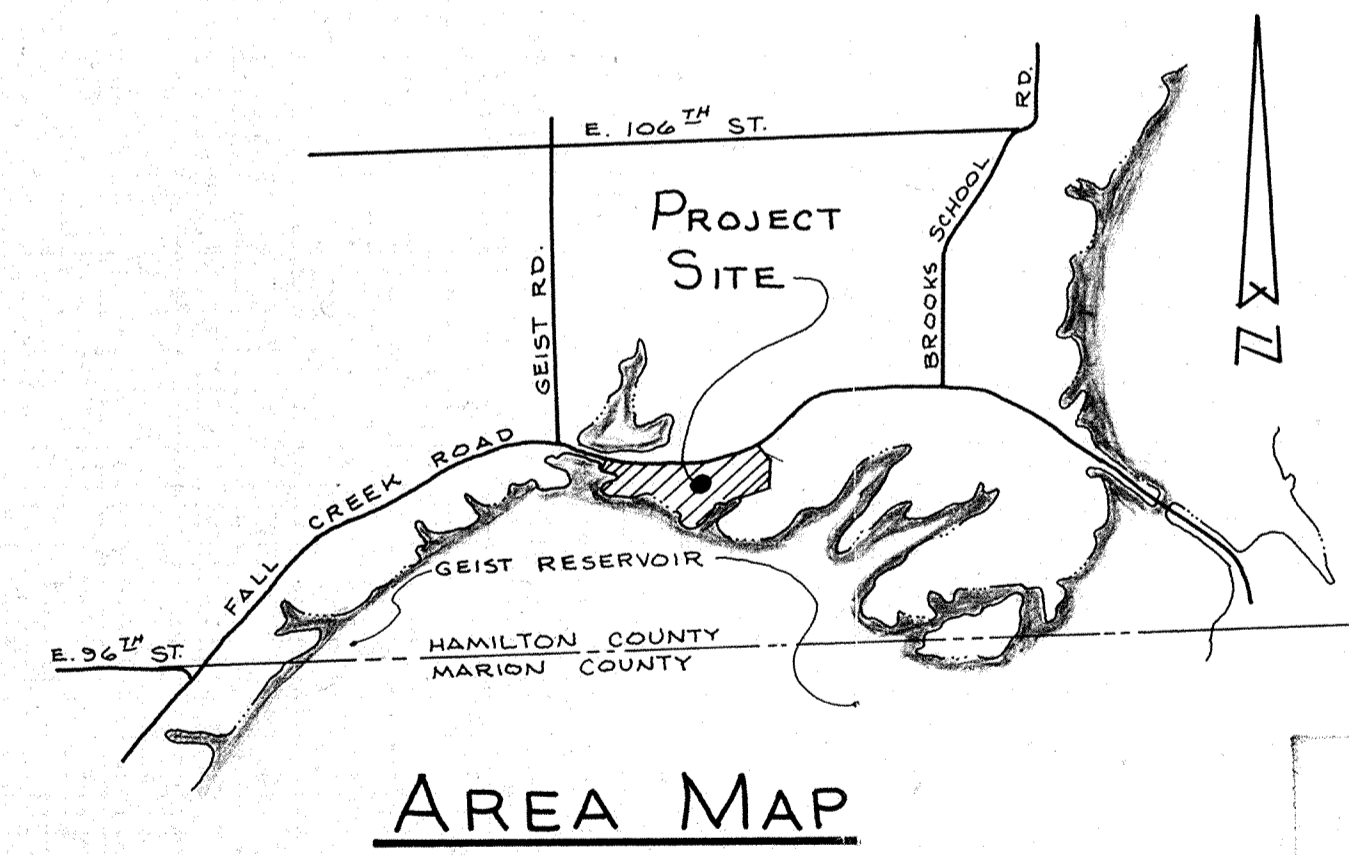 E. 106TH ST.
RD.
BROOKS SCHOOL
PROJECT
SITE
GEIST RD.
FALL CREEK ROAD
GEIST RESERVOIR
HAMILTON COUNTY
MARION COUNTY
E. 96TH ST.
N
AREA MAP